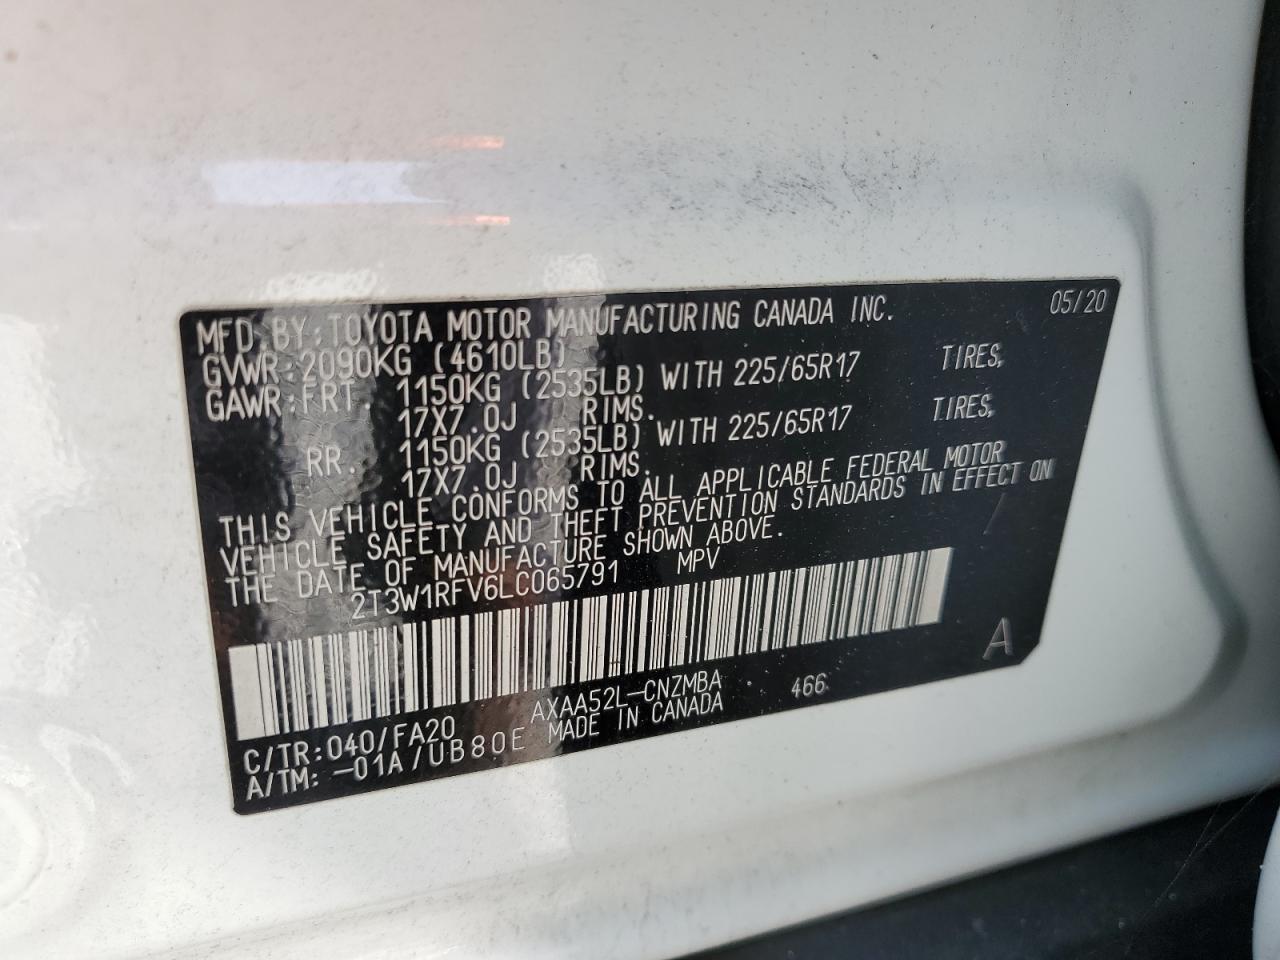 MFD BY: TOYOTA MOTOR MANUFACTURING CANADA INC. 05/20
GVWR: 2090KG (4610LB)
GAWR: FRT. 1150KG (2535LB) WITH 225/65R17 TIRES,
17X7.0J RIMS.
RR. 1150KG (2535LB) WITH 225/65R17 TIRES,
17X7.0J RIMS.
THIS VEHICLE CONFORMS TO ALL APPLICABLE FEDERAL MOTOR
VEHICLE SAFETY AND THEFT PREVENTION STANDARDS IN EFFECT ON
THE DATE OF MANUFACTURE SHOWN ABOVE. /
2T3W1RFV6LC065791 MPV
A
C/TR: 040/FA20 AXAA52L-CNZMBA 466
A/TM: -01A/UB80E MADE IN CANADA